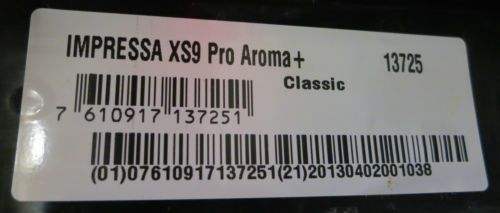 IMPRESSA XS9 Pro Aroma+ 13725
Classic
7 610917 137251
(01)07610917137251(21)20130402001038